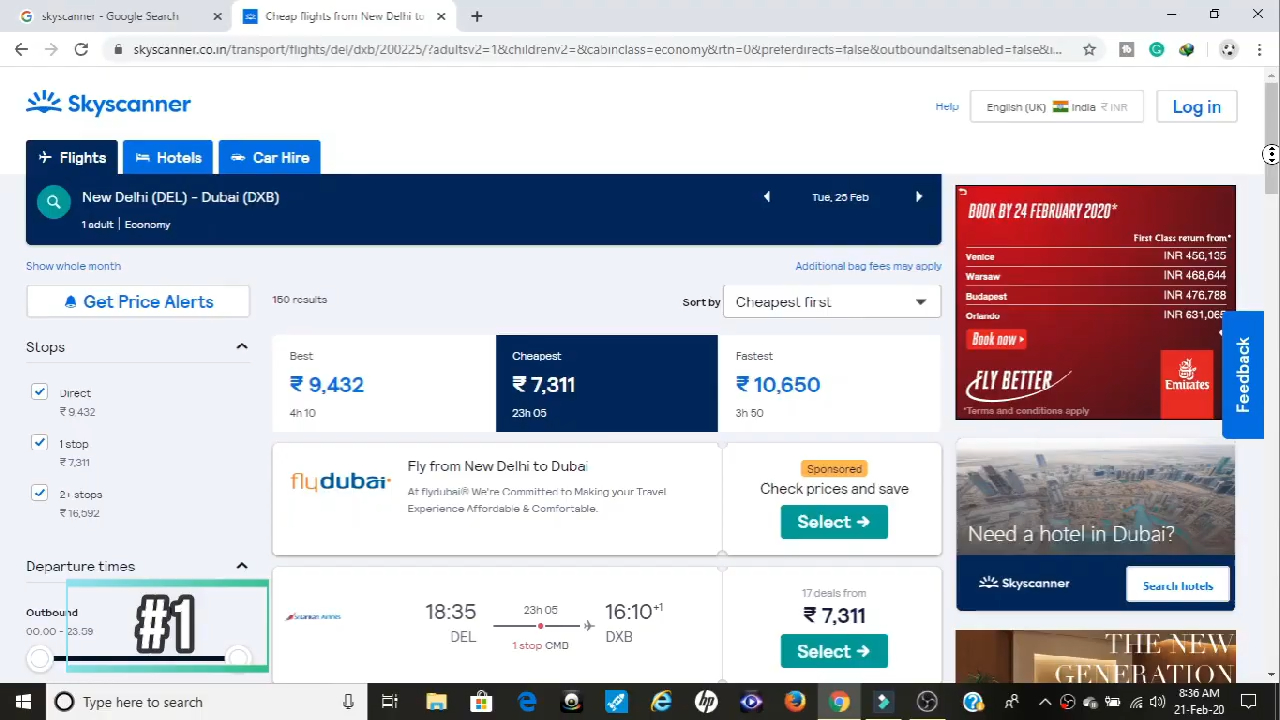 skyscanner - Google Search
Cheap flights from New Delhi to
skyscanner.co.in/transport/flights/del/dxb/200225/?adultsv2=1&childrenv2=&cabinclass=economy&rtn=0&preferdirects=false&outboundaltsenabled=false&i...
Skyscanner
Help
English (UK) India ₹ INR
Log in
Flights
Hotels
Car Hire
New Delhi (DEL) - Dubai (DXB)
1 adult | Economy
Tue, 25 Feb
Show whole month
Additional bag fees may apply
Get Price Alerts
150 results
Sort by
Cheapest first
Stops
Direct
₹ 9,432
1 stop
₹ 7,311
2+ stops
₹ 16,592
Departure times
Outbound
00.00 - 23.59
#1
Best
₹ 9,432
4h 10
Cheapest
₹ 7,311
23h 05
Fastest
₹ 10,650
3h 50
flydubai
Fly from New Delhi to Dubai
At flydubai® We're Committed to Making your Travel
Experience Affordable & Comfortable.
Sponsored
Check prices and save
Select →
SriLankan Airlines
18:35
DEL
23h 05
1 stop CMB
16:10+1
DXB
17 deals from
₹ 7,311
Select →
BOOK BY 24 FEBRUARY 2020*
First Class return from*
Venice INR 456,135
Warsaw INR 468,644
Budapest INR 476,788
Orlando INR 631,065
Book now
FLY BETTER
Emirates
*Terms and conditions apply
Feedback
Need a hotel in Dubai?
Skyscanner
Search hotels
THE NEW
GENERATION
Type here to search
8:36 AM
21-Feb-20